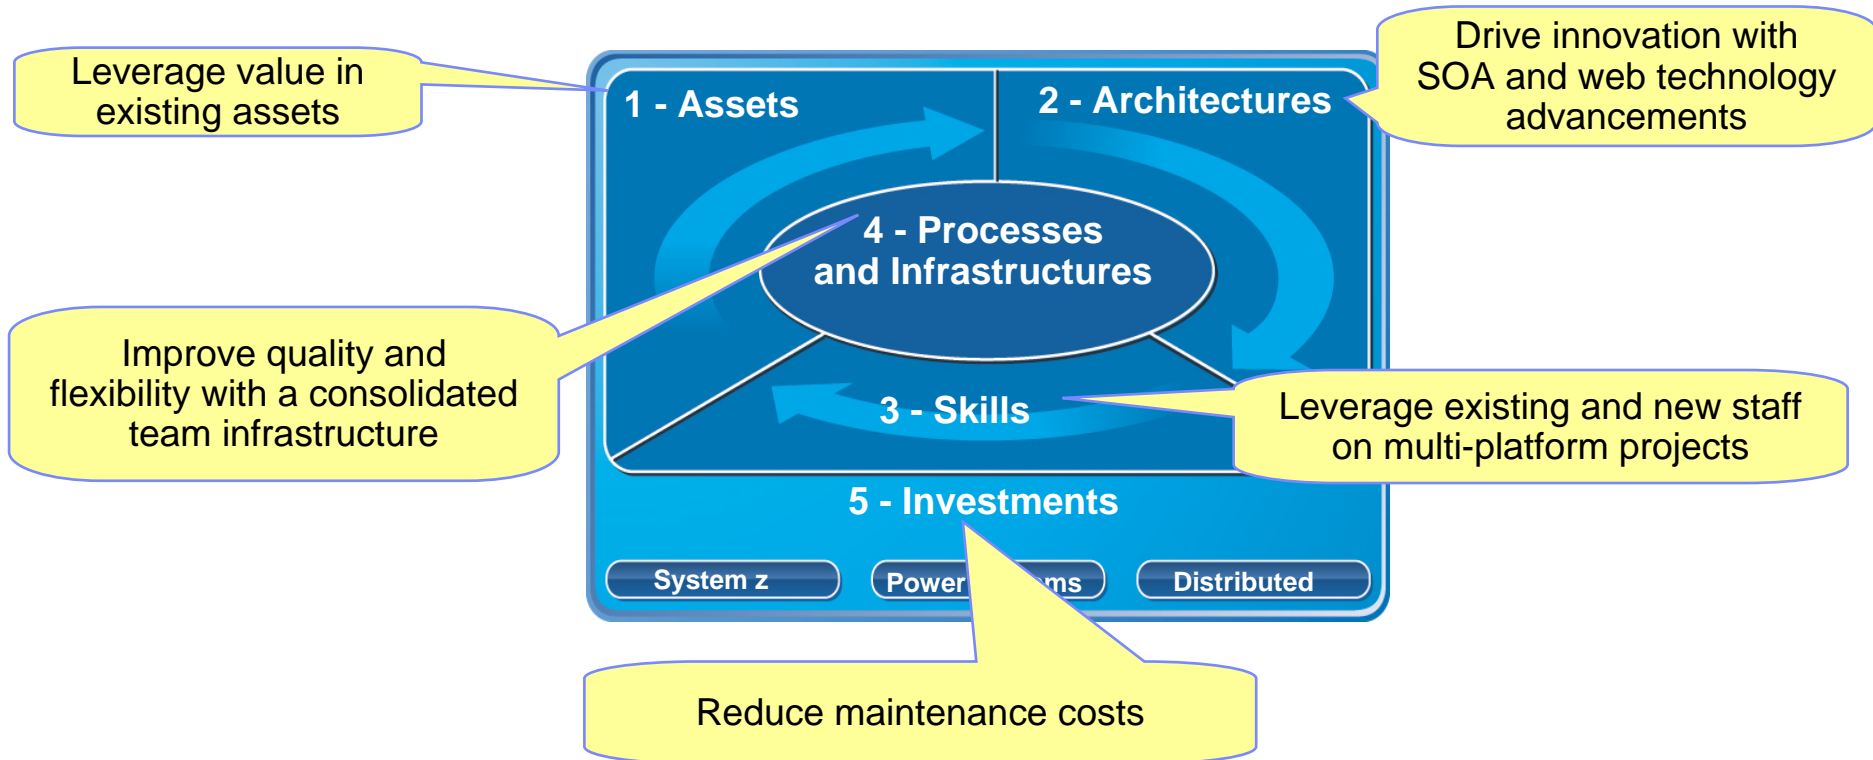 Leverage value in
existing assets
1 - Assets
2 - Architectures
Drive innovation with
SOA and web technology
advancements
4 - Processes
and Infrastructures
Improve quality and
flexibility with a consolidated
team infrastructure
3 - Skills
Leverage existing and new staff
on multi-platform projects
5 - Investments
System z
Power
Distributed
Reduce maintenance costs